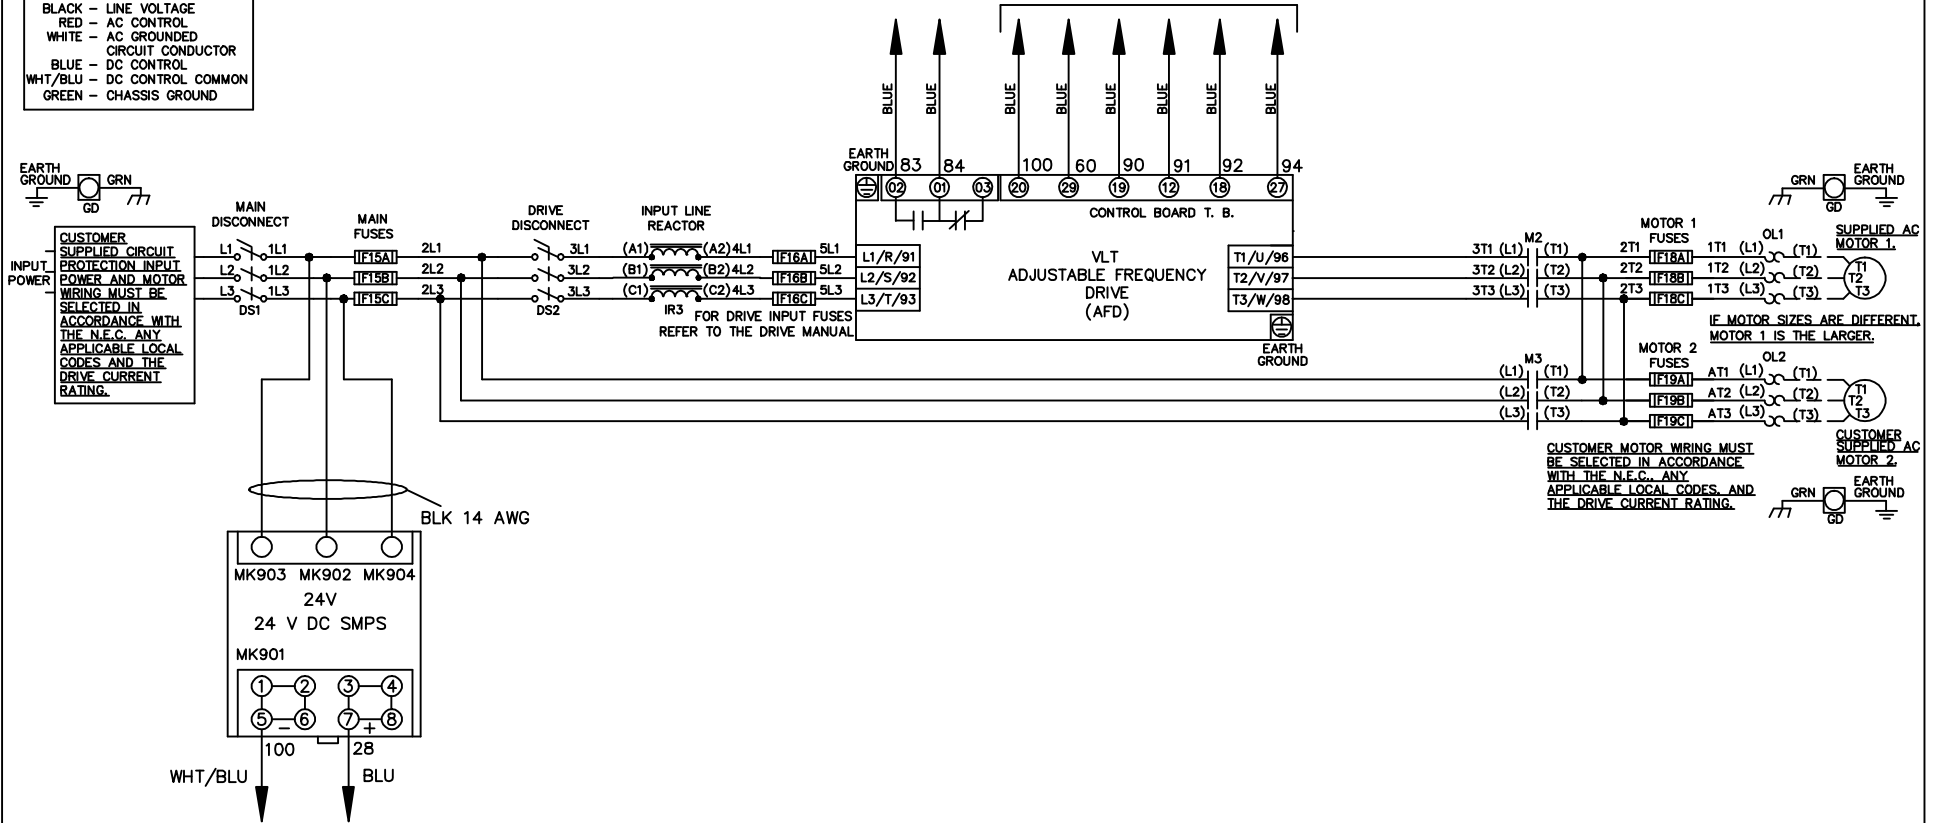 BLACK – LINE VOLTAGE
RED – AC CONTROL
WHITE – AC GROUNDED
CIRCUIT CONDUCTOR
BLUE – DC CONTROL
WHT/BLU – DC CONTROL COMMON
GREEN – CHASSIS GROUND
BLUE
BLUE
BLUE
BLUE
BLUE
BLUE
BLUE
BLUE
EARTH
GROUND
83
84
100
60
90
91
92
94
02
01
03
20
29
19
12
18
27
CONTROL BOARD T. B.
EARTH
GROUND
GRN
GD
INPUT
POWER
CUSTOMER
SUPPLIED CIRCUIT
PROTECTION INPUT
POWER AND MOTOR
WIRING MUST BE
SELECTED IN
ACCORDANCE WITH
THE N.E.C. ANY
APPLICABLE LOCAL
CODES AND THE
DRIVE CURRENT
RATING.
MAIN
DISCONNECT
L1
1L1
L2
1L2
L3
1L3
DS1
MAIN
FUSES
F15A
F15B
F15C
2L1
2L2
2L3
DRIVE
DISCONNECT
3L1
3L2
3L3
DS2
INPUT LINE
REACTOR
(A1)
(A2)
4L1
(B1)
(B2)
4L2
(C1)
(C2)
4L3
IR3
F16A
F16B
F16C
5L1
5L2
5L3
FOR DRIVE INPUT FUSES
REFER TO THE DRIVE MANUAL
L1/R/91
L2/S/92
L3/T/93
VLT
ADJUSTABLE FREQUENCY
DRIVE
(AFD)
T1/U/96
T2/V/97
T3/W/98
EARTH
GROUND
M2
3T1 (L1) (T1)
3T2 (L2) (T2)
3T3 (L3) (T3)
MOTOR 1
FUSES
2T1
2T2
2T3
F18A
F18B
F18C
1T1 (L1)
1T2 (L2)
1T3 (L3)
OL1
(T1)
(T2)
(T3)
GRN
GD
EARTH
GROUND
SUPPLIED AC
MOTOR 1.
T1
T2
T3
IF MOTOR SIZES ARE DIFFERENT,
MOTOR 1 IS THE LARGER.
M3
(L1) (T1)
(L2) (T2)
(L3) (T3)
MOTOR 2
FUSES
F19A
F19B
F19C
AT1 (L1)
AT2 (L2)
AT3 (L3)
OL2
(T1)
(T2)
(T3)
T1
T2
T3
CUSTOMER
SUPPLIED AC
MOTOR 2.
CUSTOMER MOTOR WIRING MUST
BE SELECTED IN ACCORDANCE
WITH THE N.E.C., ANY
APPLICABLE LOCAL CODES, AND
THE DRIVE CURRENT RATING.
GRN
GD
EARTH
GROUND
BLK 14 AWG
MK903
MK902
MK904
24V
24 V DC SMPS
MK901
1
2
3
4
5
–
6
7
+
8
100
28
WHT/BLU
BLU